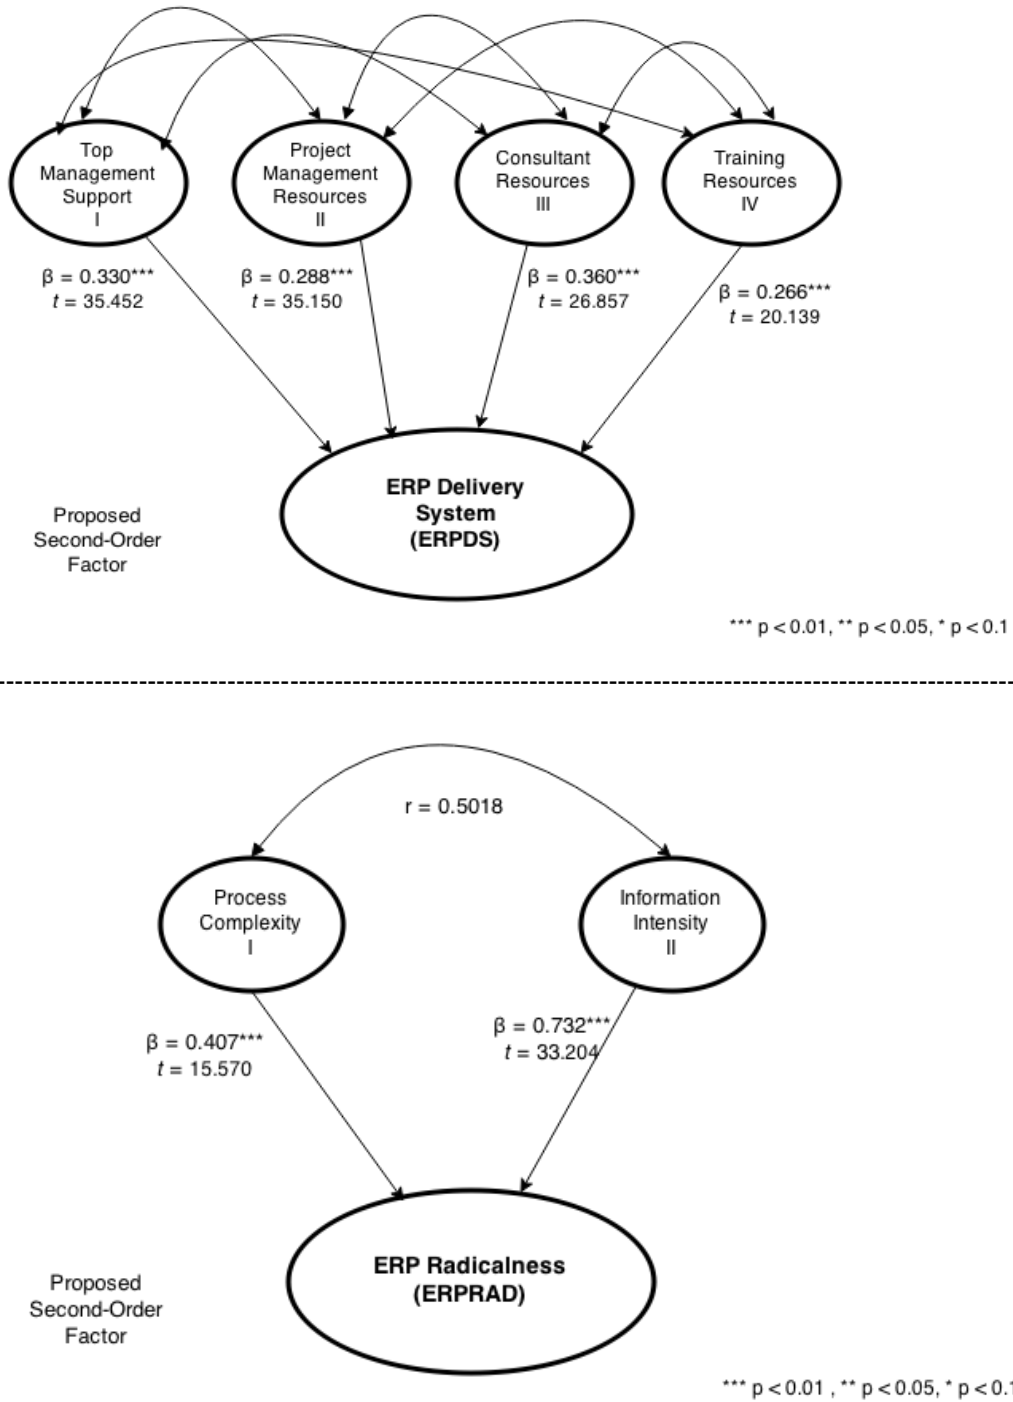 Top
Management
Support
I
Project
Management
Resources
II
Consultant
Resources
III
Training
Resources
IV
β = 0.330***
t = 35.452
β = 0.288***
t = 35.150
β = 0.360***
t = 26.857
β = 0.266***
t = 20.139
ERP Delivery
System
(ERPDS)
Proposed
Second-Order
Factor
*** p < 0.01, ** p < 0.05, * p < 0.1
r = 0.5018
Process
Complexity
I
Information
Intensity
II
β = 0.407***
t = 15.570
β = 0.732***
t = 33.204
ERP Radicalness
(ERPRAD)
Proposed
Second-Order
Factor
*** p < 0.01 , ** p < 0.05, * p < 0.1